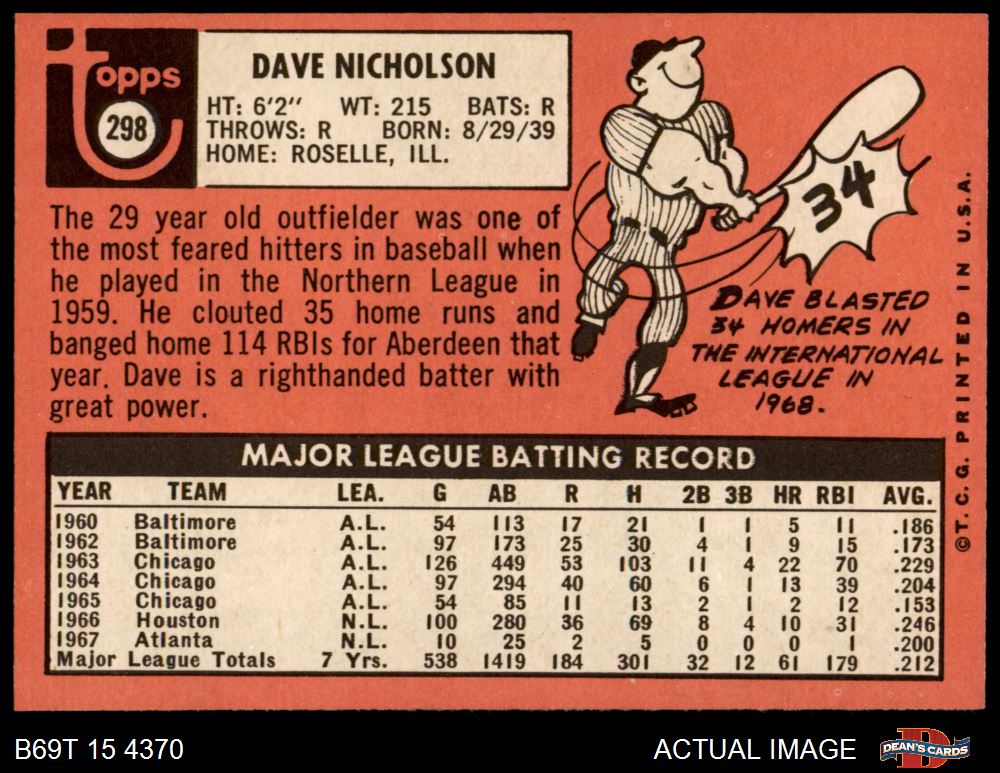 Topps
298
DAVE NICHOLSON
HT: 6'2" WT: 215 BATS: R
THROWS: R BORN: 8/29/39
HOME: ROSELLE, ILL.
The 29 year old outfielder was one of
the most feared hitters in baseball when
he played in the Northern League in
1959. He clouted 35 home runs and
banged home 114 RBIs for Aberdeen that
year. Dave is a righthanded batter with
great power.
34
DAVE BLASTED
34 HOMERS IN
THE INTERNATIONAL
LEAGUE IN
1968.
©T.C.G. PRINTED IN U.S.A.
MAJOR LEAGUE BATTING RECORD
YEAR TEAM LEA. G AB R H 2B 3B HR RBI AVG.
1960 Baltimore A.L. 54 113 17 21 1 1 5 11 .186
1962 Baltimore A.L. 97 173 25 30 4 1 9 15 .173
1963 Chicago A.L. 126 449 53 103 11 4 22 70 .229
1964 Chicago A.L. 97 294 40 60 6 1 13 39 .204
1965 Chicago A.L. 54 85 11 13 2 1 2 12 .153
1966 Houston N.L. 100 280 36 69 8 4 10 31 .246
1967 Atlanta N.L. 10 25 2 5 0 0 0 1 .200
Major League Totals 7 Yrs. 538 1419 184 301 32 12 61 179 .212
B69T 15 4370
ACTUAL IMAGE
DEAN'S CARDS